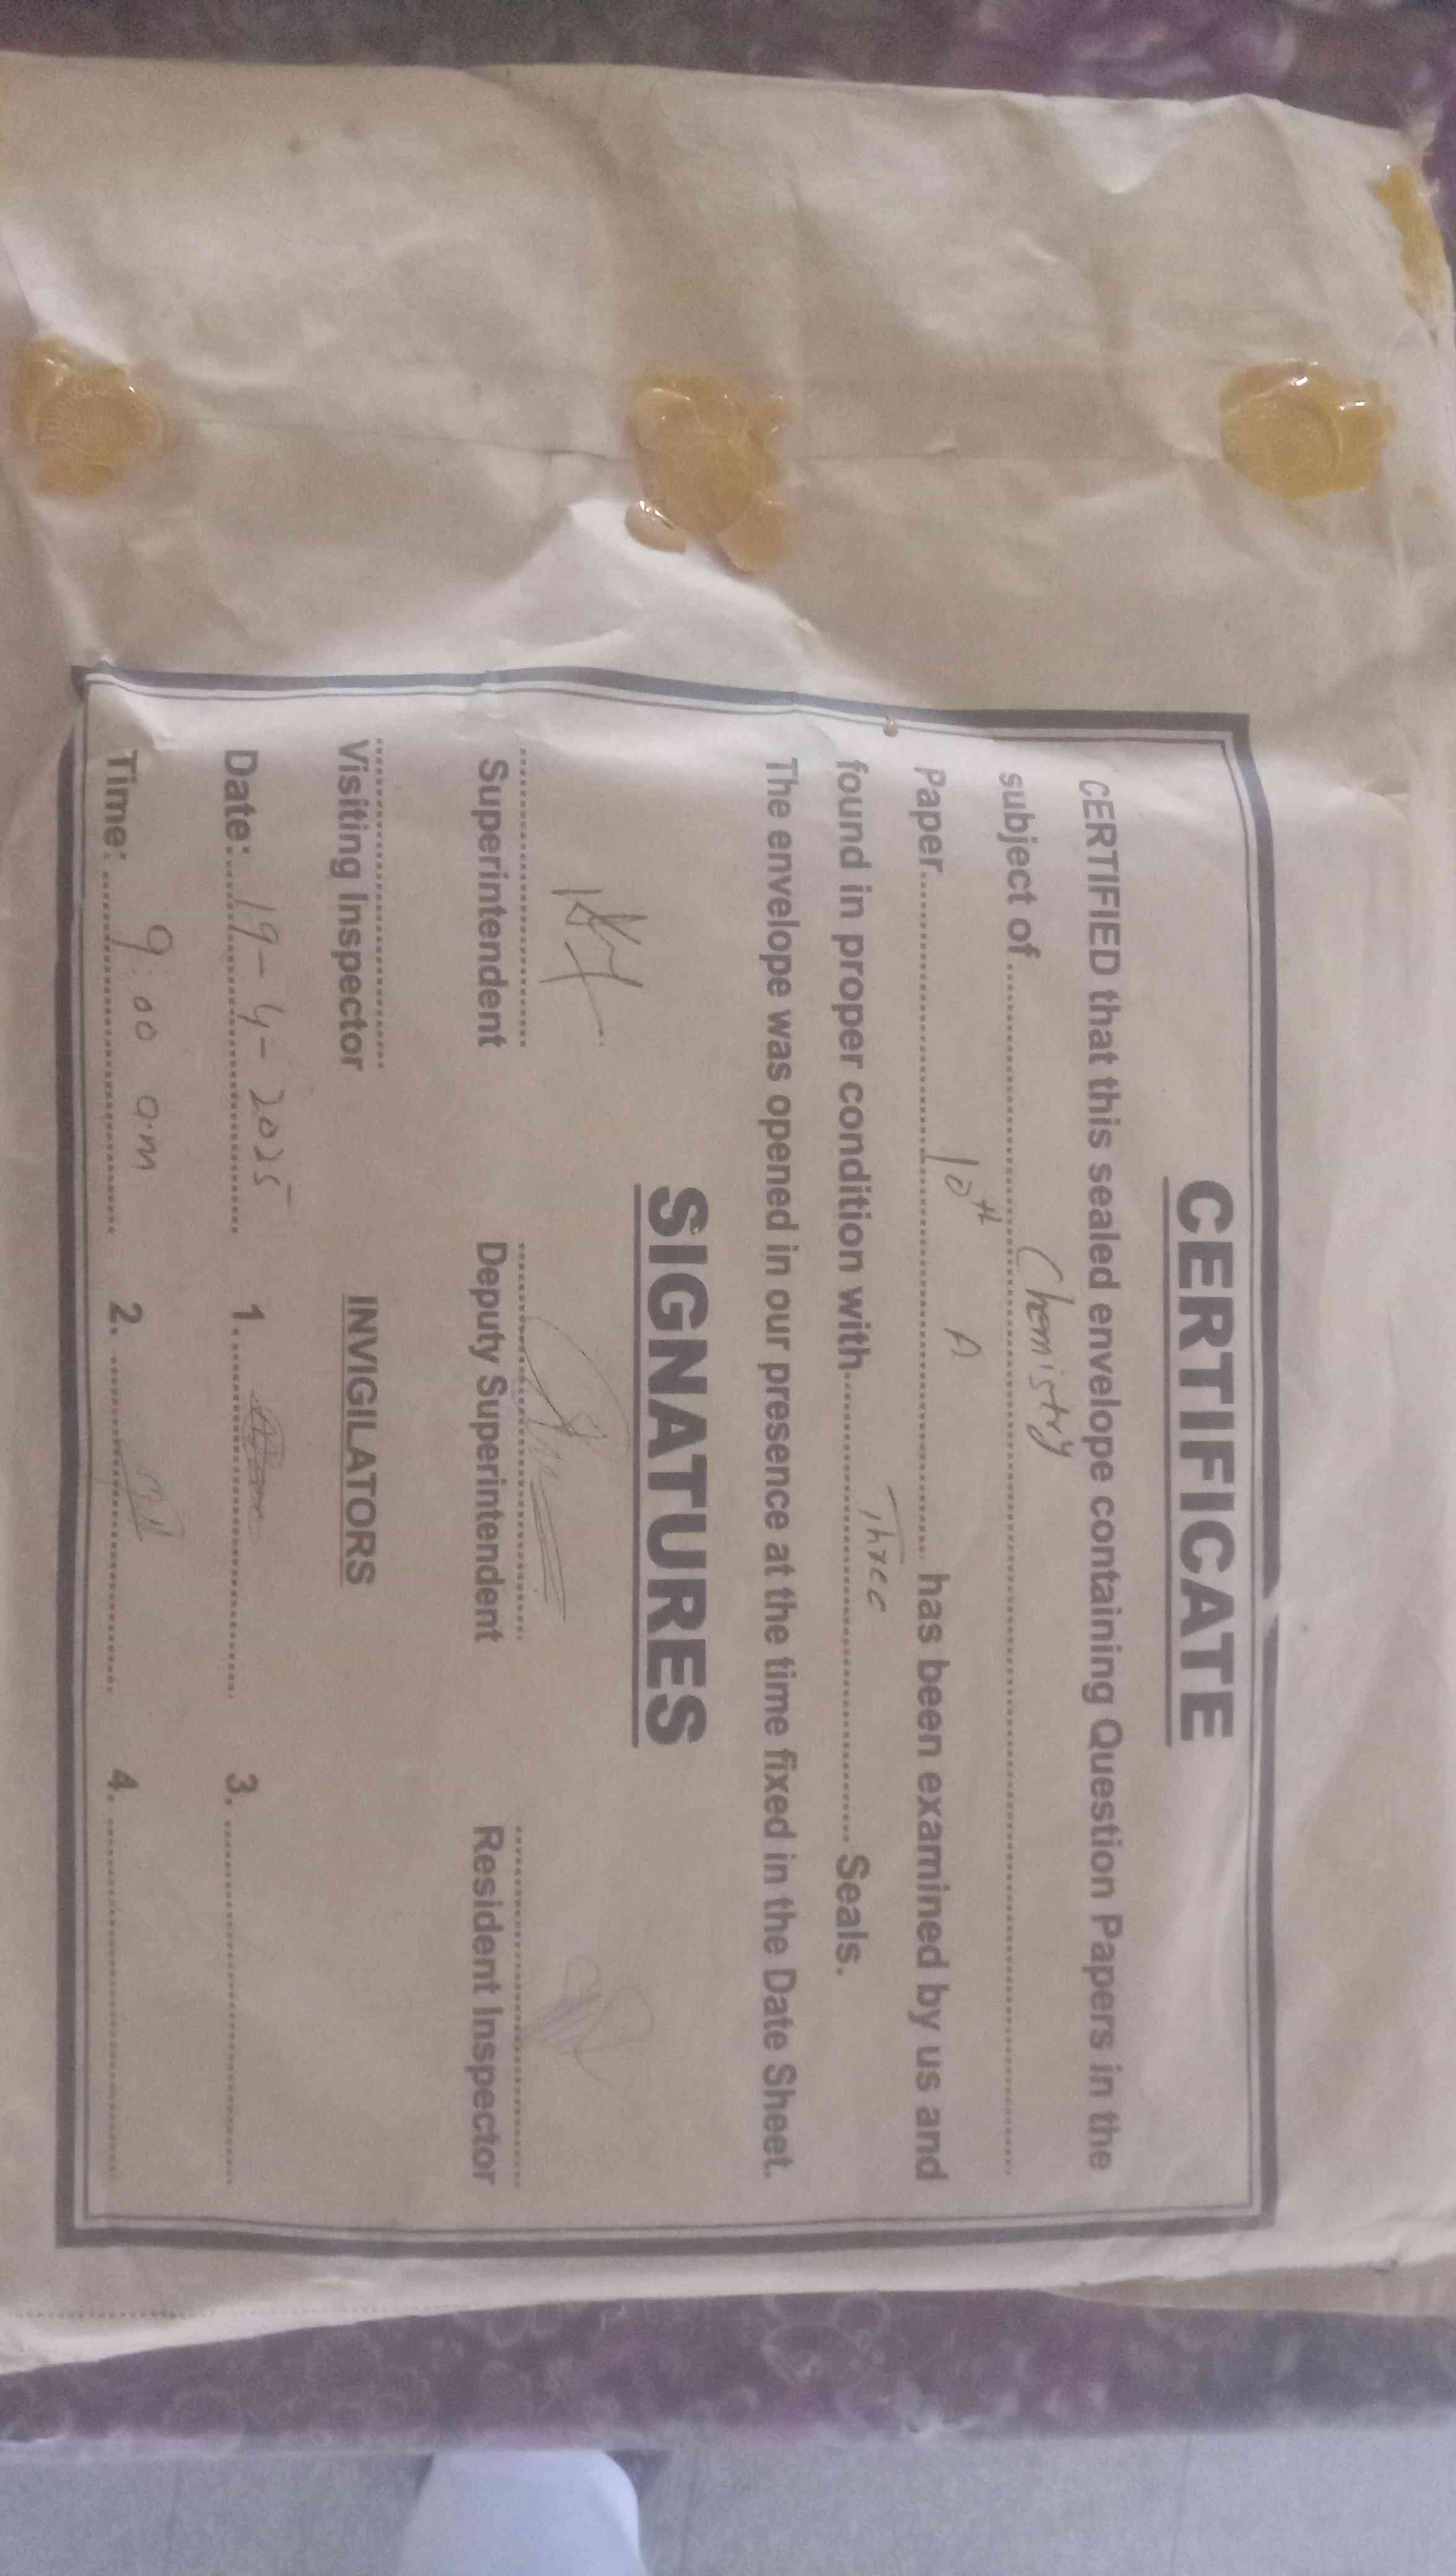 CERTIFICATE
CERTIFIED that this sealed envelope containing Question Papers in the
subject of ........ Chemistry ........
Paper ........ 10th A ........ has been examined by us and
found in proper condition with ........ Three ........ Seals.
The envelope was opened in our presence at the time fixed in the Date Sheet.
SIGNATURES
Superintendent Deputy Superintendent Resident Inspector
Visiting Inspector INVIGILATORS
Date: 19-4-2025 1. ........ 3. ........
Time: 9:00 am 2. ........ 4. ........